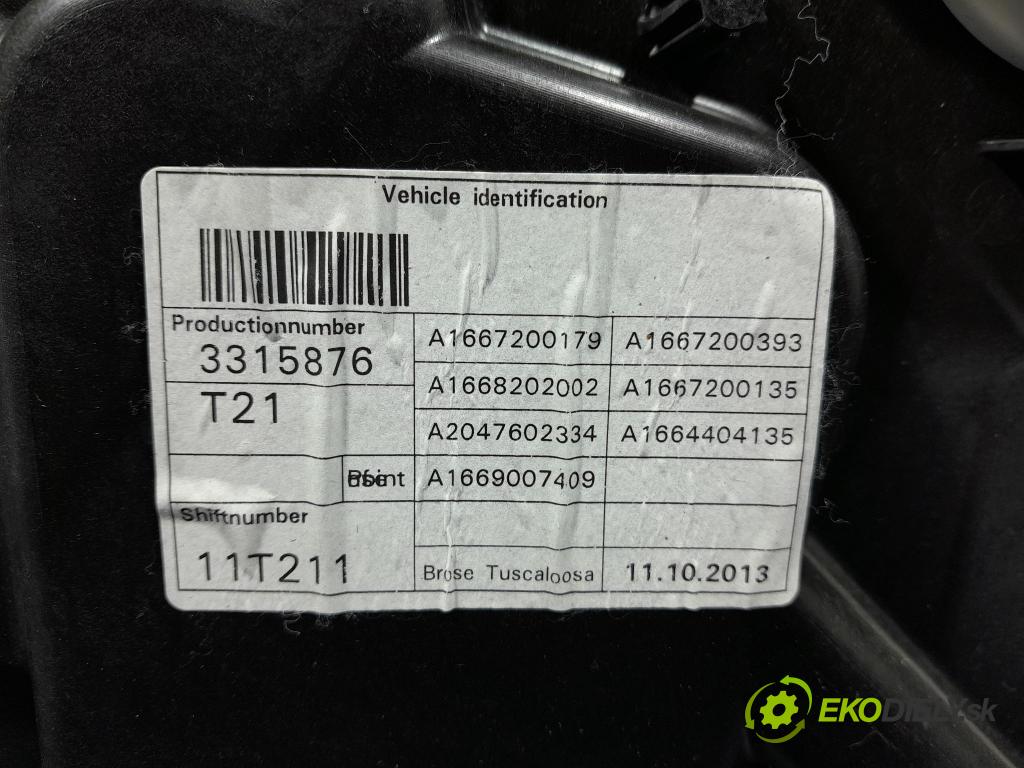 Vehicle identification
Productionnumber
3315876
T21
A1667200179 A1667200393
A1668202002 A1667200135
A2047602334 A1664404135
A1669007409
Shiftnumber
11T211
Brose Tuscaloosa 11.10.2013
EKODIELY.sk